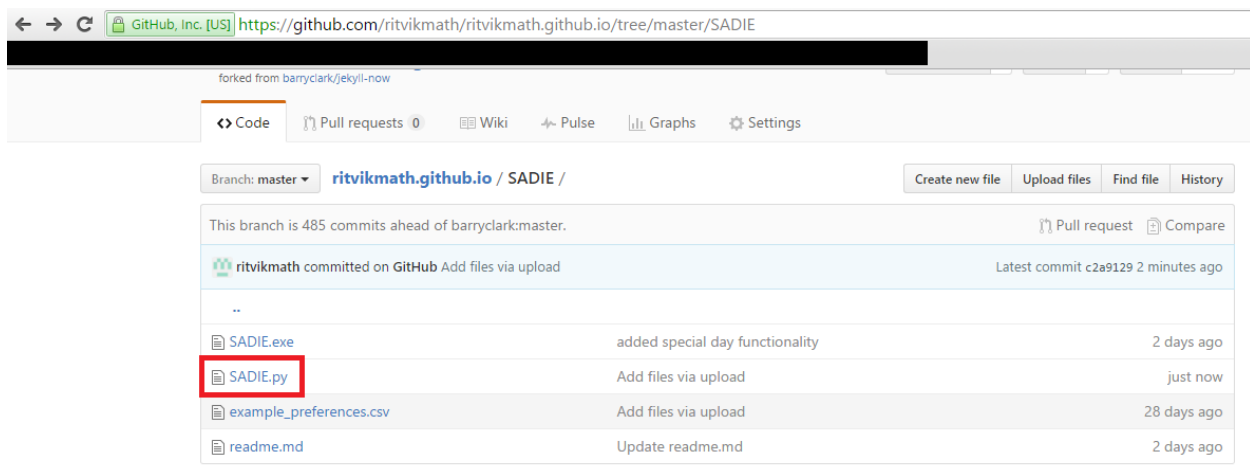 GitHub, Inc. [US] https://github.com/ritvikmath/ritvikmath.github.io/tree/master/SADIE
forked from barryclark/jekyll-now
Code Pull requests 0 Wiki Pulse Graphs Settings
Branch: master ritvikmath.github.io / SADIE / Create new file Upload files Find file History
This branch is 485 commits ahead of barryclark:master. Pull request Compare
ritvikmath committed on GitHub Add files via upload Latest commit c2a9129 2 minutes ago
..
SADIE.exe added special day functionality 2 days ago
SADIE.py Add files via upload just now
example_preferences.csv Add files via upload 28 days ago
readme.md Update readme.md 2 days ago